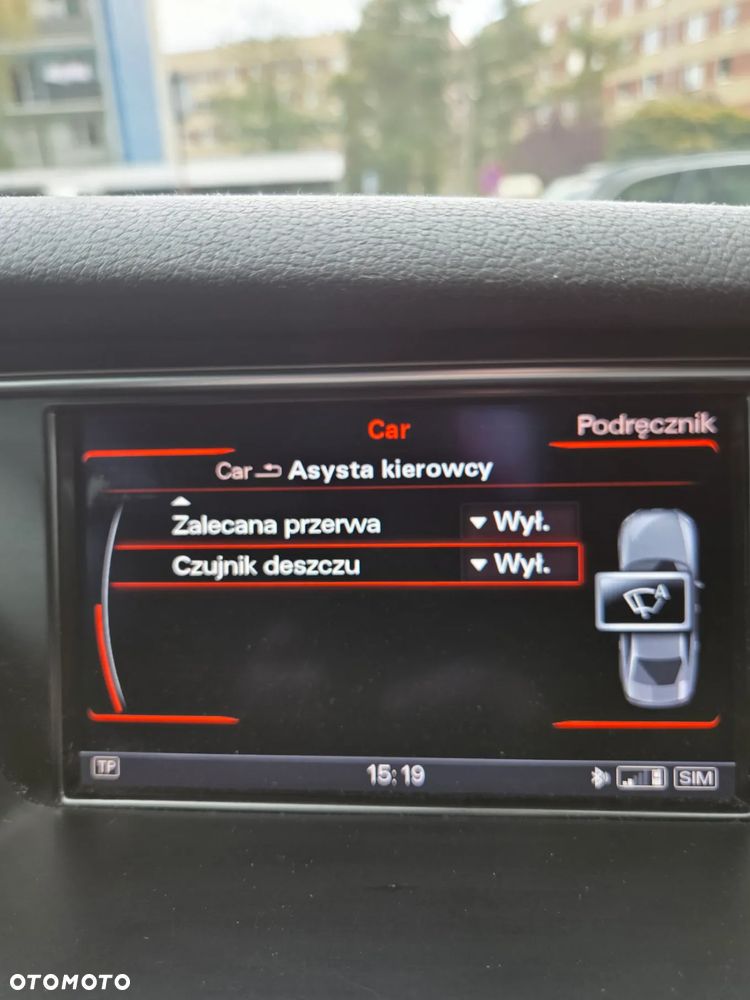 Car
Podręcznik
Car Asysta kierowcy
Zalecana przerwa Wył.
Czujnik deszczu Wył.
A
TP
15:19
SIM
OTOMOTO